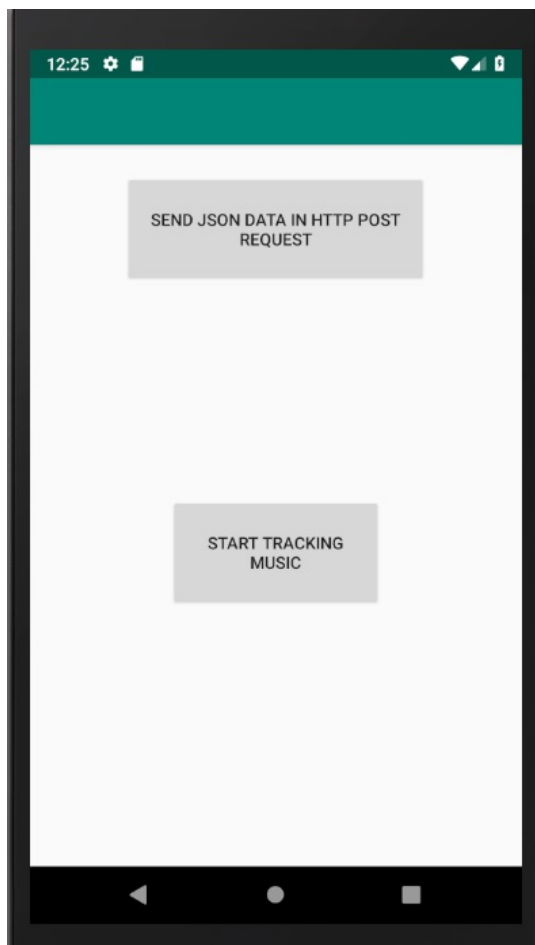 12:25
SEND JSON DATA IN HTTP POST
REQUEST
START TRACKING
MUSIC